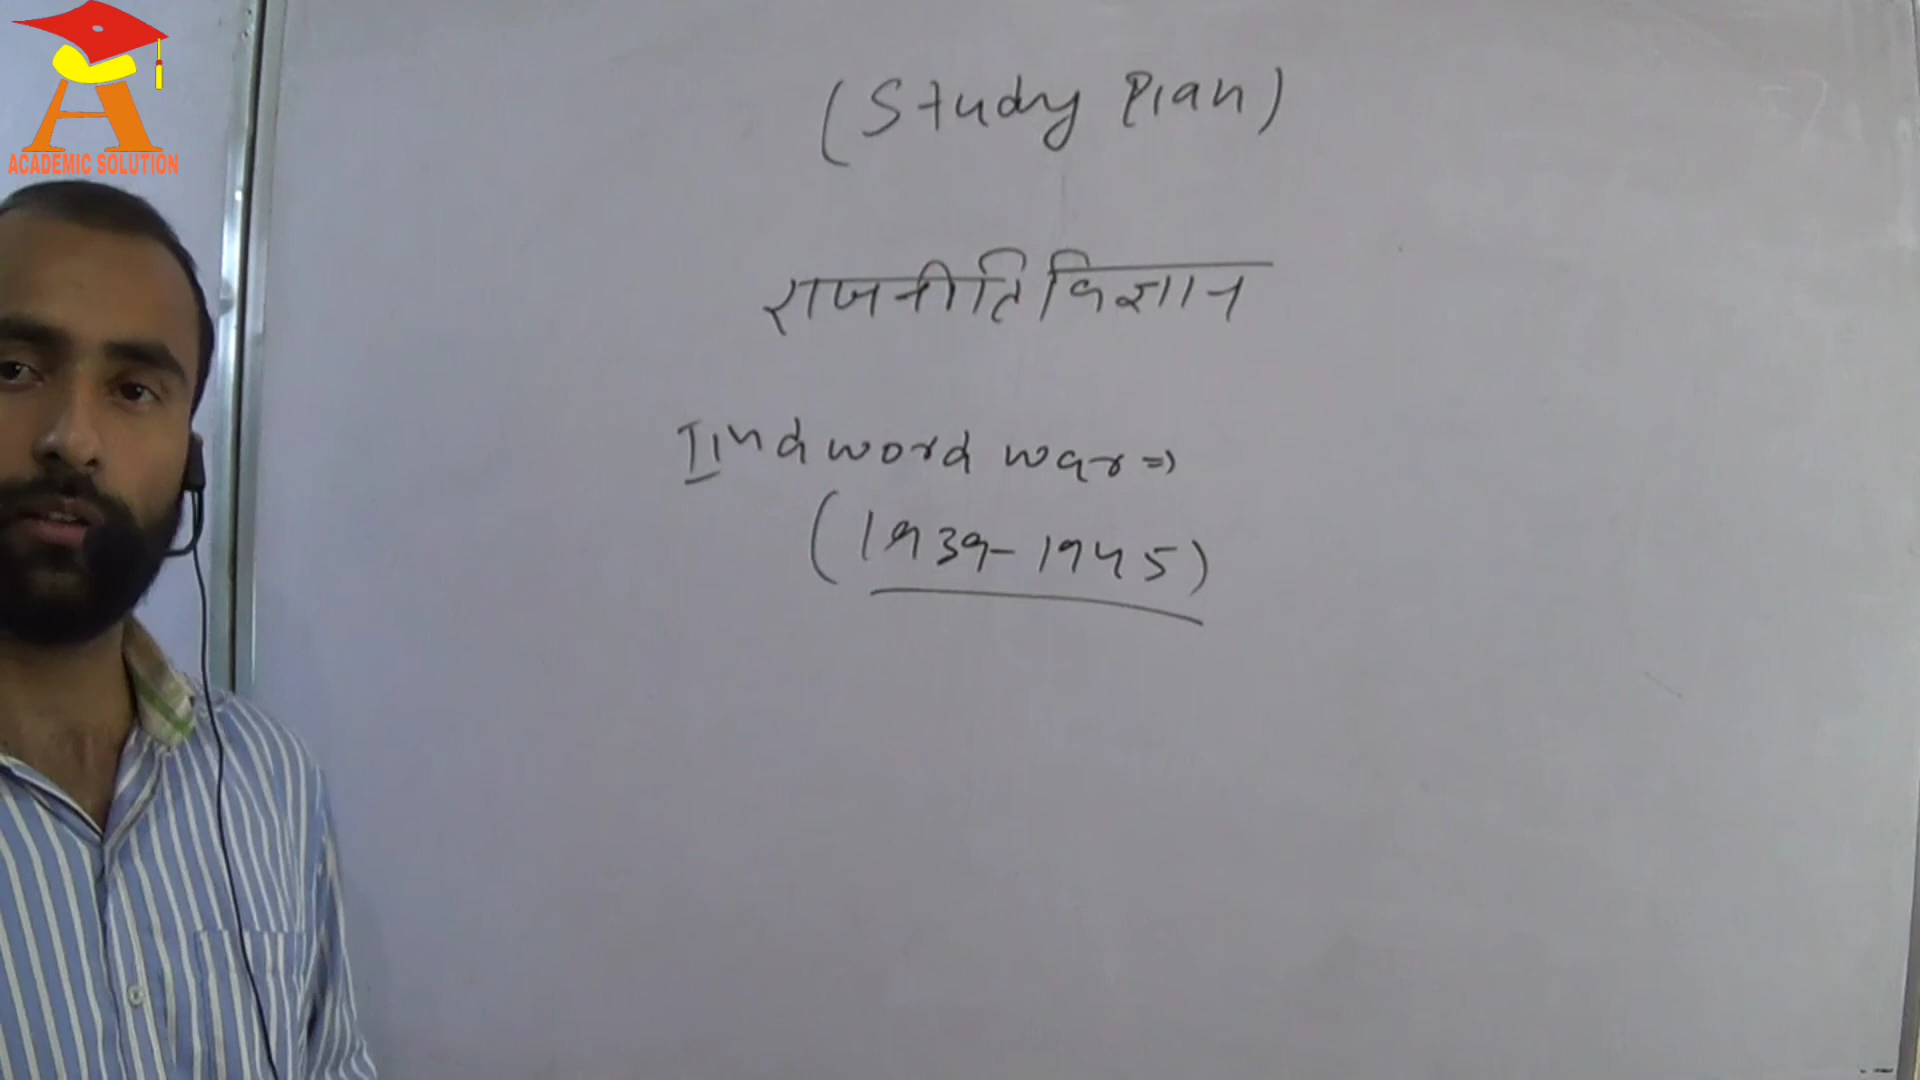 ACADEMIC SOLUTION
(Study Plan)
राजनीति विज्ञान
IInd word war ⇒
(1939-1945)